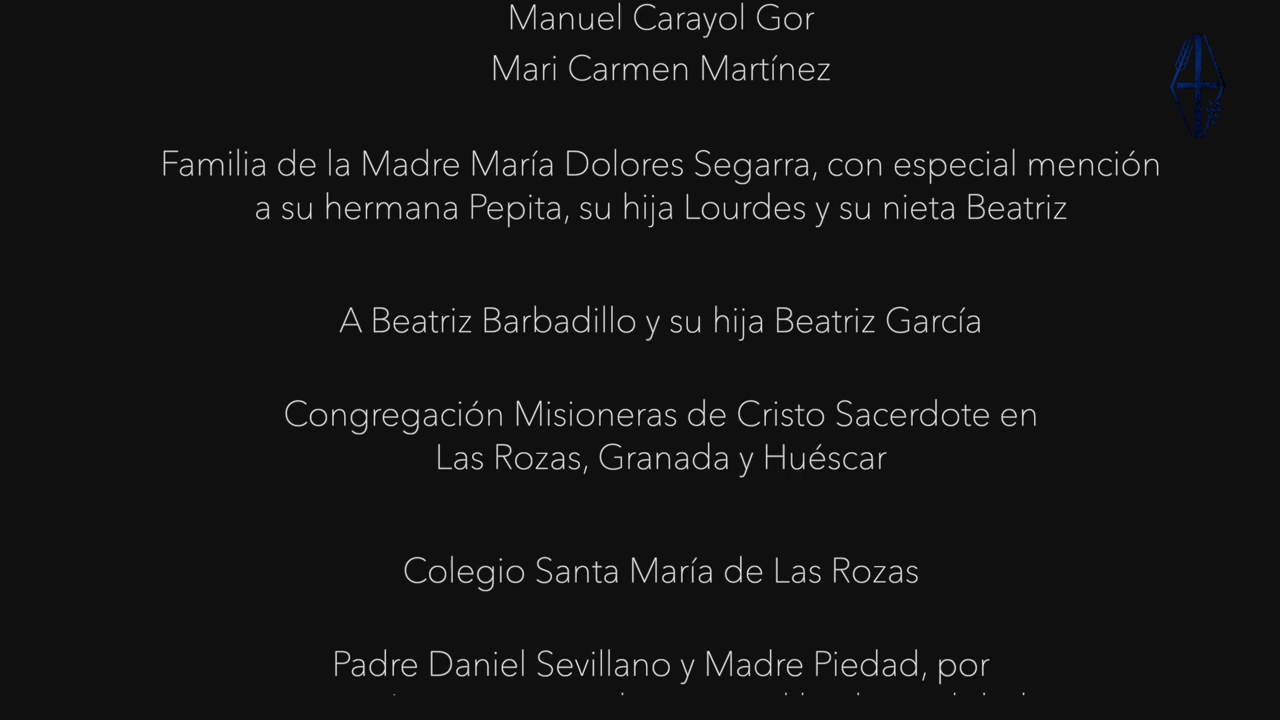 Manuel Carayol Gor
Mari Carmen Martínez
Familia de la Madre María Dolores Segarra, con especial mención
a su hermana Pepita, su hija Lourdes y su nieta Beatriz
A Beatriz Barbadillo y su hija Beatriz García
Congregación Misioneras de Cristo Sacerdote en
Las Rozas, Granada y Huéscar
Colegio Santa María de Las Rozas
Padre Daniel Sevillano y Madre Piedad, por